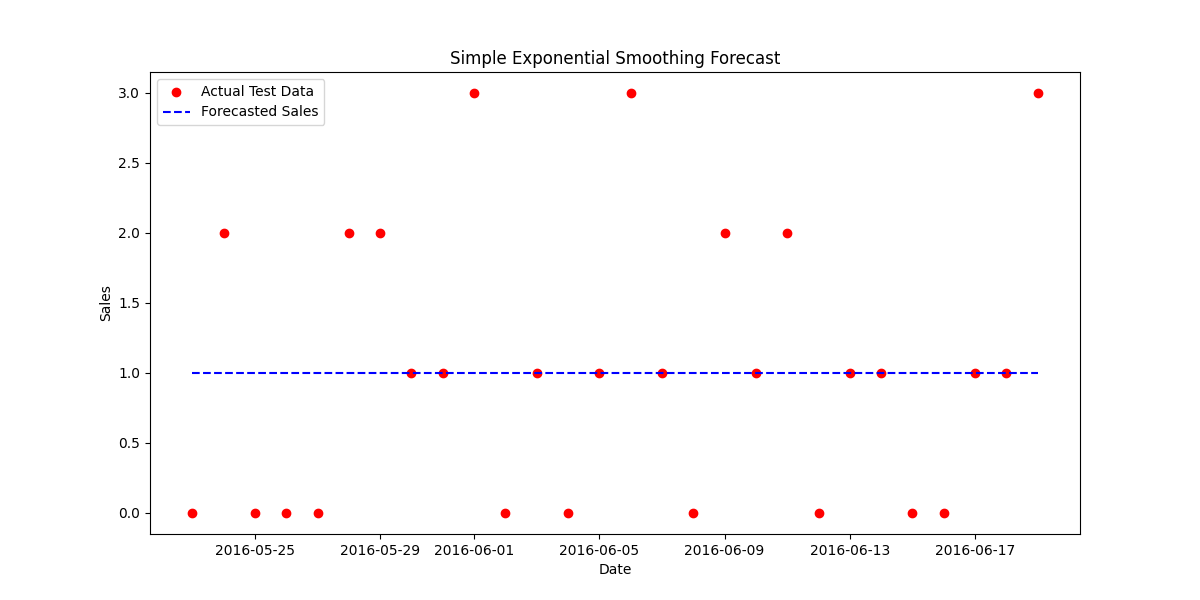 Simple Exponential Smoothing Forecast
Actual Test Data
Forecasted Sales
3.0
2.5
2.0
1.5
1.0
0.5
0.0
Sales
2016-05-25 2016-05-29 2016-06-01 2016-06-05 2016-06-09 2016-06-13 2016-06-17
Date